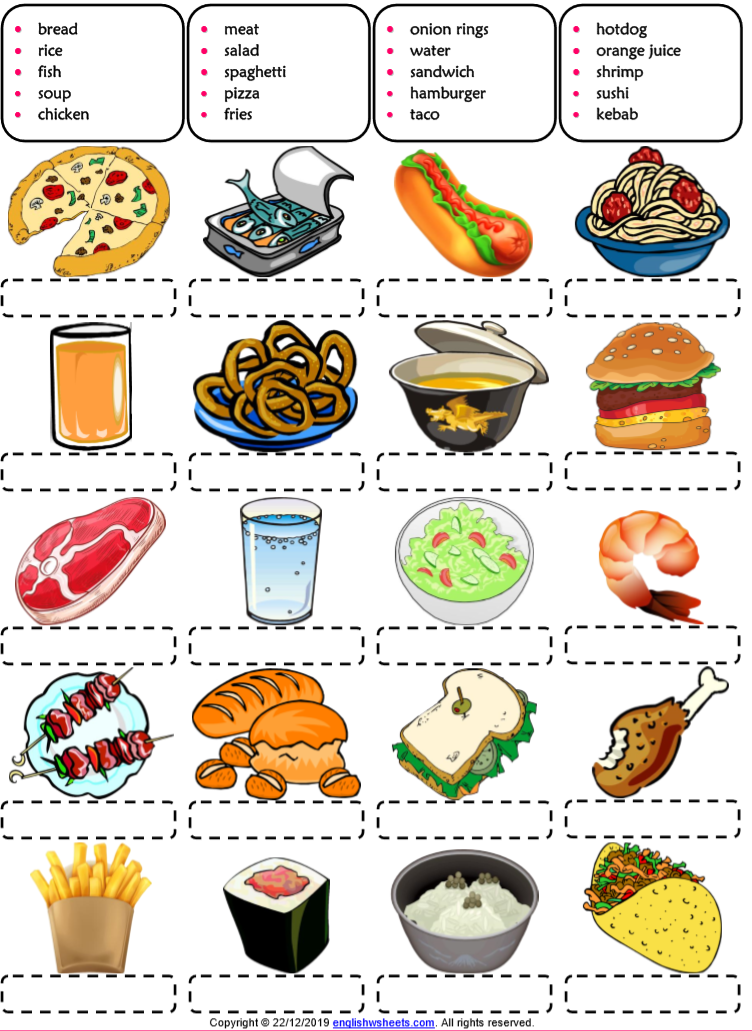 bread
rice
fish
soup
chicken
meat
salad
spaghetti
pizza
fries
onion rings
water
sandwich
hamburger
taco
hotdog
orange juice
shrimp
sushi
kebab
Copyright © 22/12/2019 englishwsheets.com. All rights reserved.